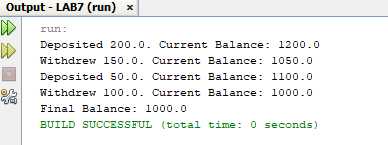 Output - LAB7 (run)
run:
Deposited 200.0. Current Balance: 1200.0
Withdrew 150.0. Current Balance: 1050.0
Deposited 50.0. Current Balance: 1100.0
Withdrew 100.0. Current Balance: 1000.0
Final Balance: 1000.0
BUILD SUCCESSFUL (total time: 0 seconds)